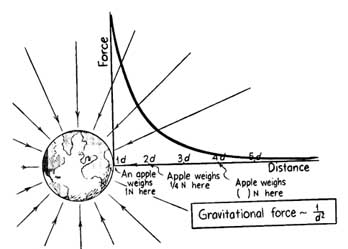 Force
1d 2d 3d 4d 5d
Distance
An apple
weighs
1N here
Apple weighs
1/4 N here
Apple
weighs
( ) N here
Gravitational force ~ 1/d²